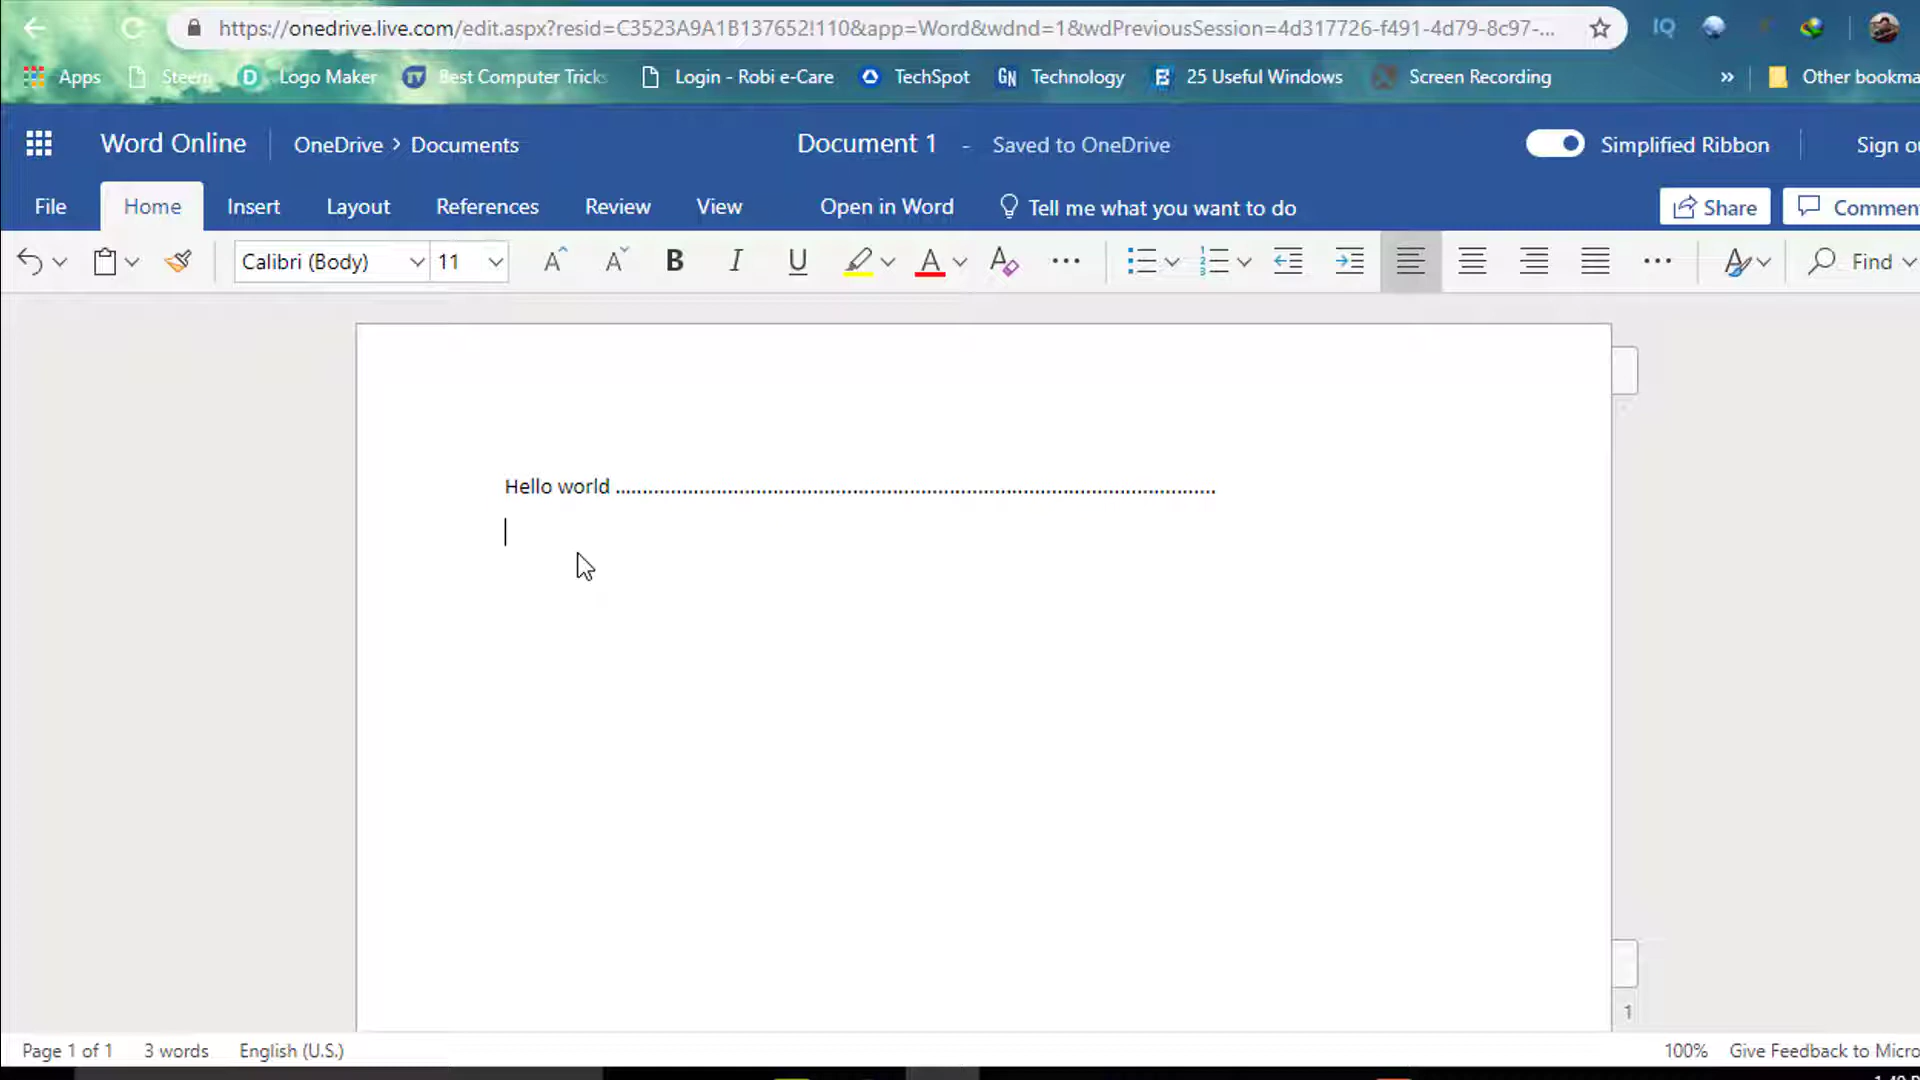 https://onedrive.live.com/edit.aspx?resid=C3523A9A1B137652!110&app=Word&wdnd=1&wdPreviousSession=4d317726-f491-4d79-8c97-...
Apps Steem Logo Maker Best Computer Tricks Login - Robi e-Care TechSpot Technology 25 Useful Windows Screen Recording » Other bookma
Word Online OneDrive > Documents Document 1 - Saved to OneDrive Simplified Ribbon Sign ou
File Home Insert Layout References Review View Open in Word Tell me what you want to do Share Commen
Calibri (Body) 11 A A B I U A A ... ... Find
Hello world ................................................................................................................
1
Page 1 of 1 3 words English (U.S.) 100% Give Feedback to Micro